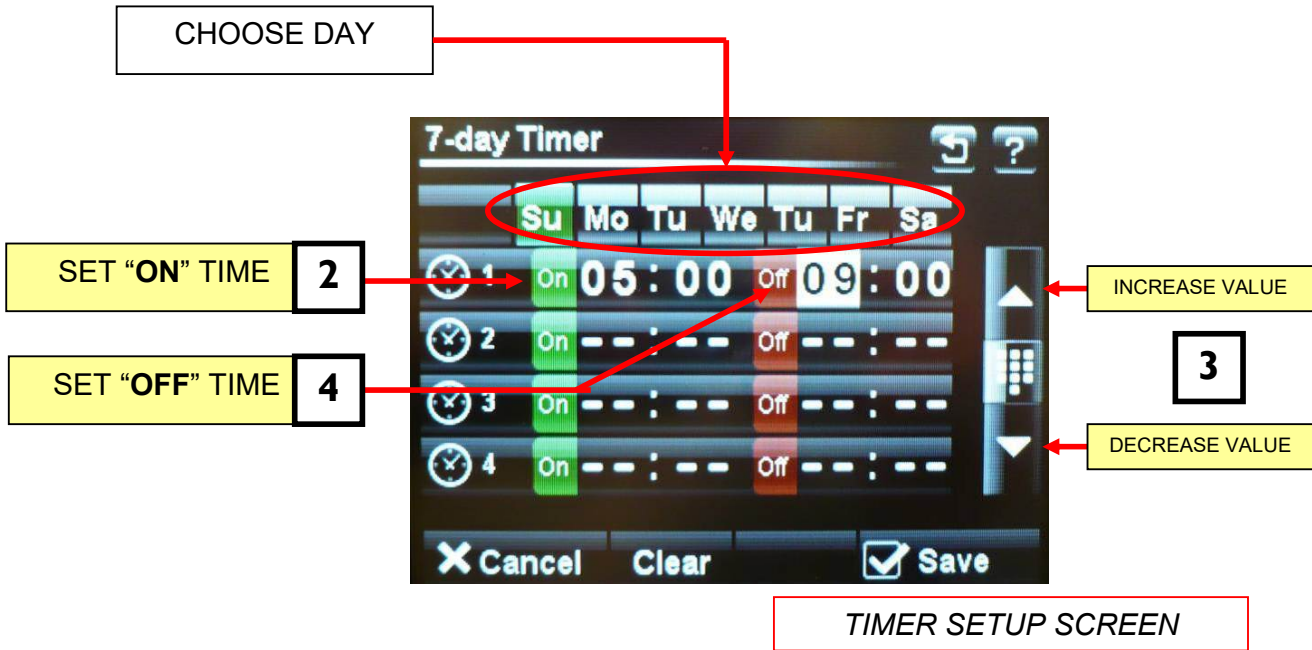 CHOOSE DAY
7-day Timer ?
Su Mo Tu We Tu Fr Sa
SET “ON” TIME 2
1 On 05:00 Off 09:00
INCREASE VALUE
2 On --:-- Off --:--
3
SET “OFF” TIME 4
3 On --:-- Off --:--
DECREASE VALUE
4 On --:-- Off --:--
Cancel Clear Save
TIMER SETUP SCREEN